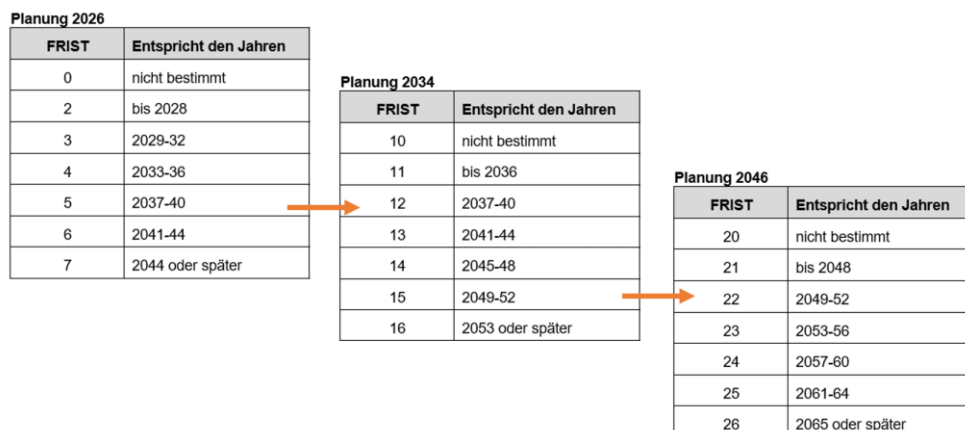 Planung 2026
FRIST Entspricht den Jahren
0 nicht bestimmt
2 bis 2028
3 2029-32
4 2033-36
5 2037-40
6 2041-44
7 2044 oder später
Planung 2034
FRIST Entspricht den Jahren
10 nicht bestimmt
11 bis 2036
12 2037-40
13 2041-44
14 2045-48
15 2049-52
16 2053 oder später
Planung 2046
FRIST Entspricht den Jahren
20 nicht bestimmt
21 bis 2048
22 2049-52
23 2053-56
24 2057-60
25 2061-64
26 2065 oder später